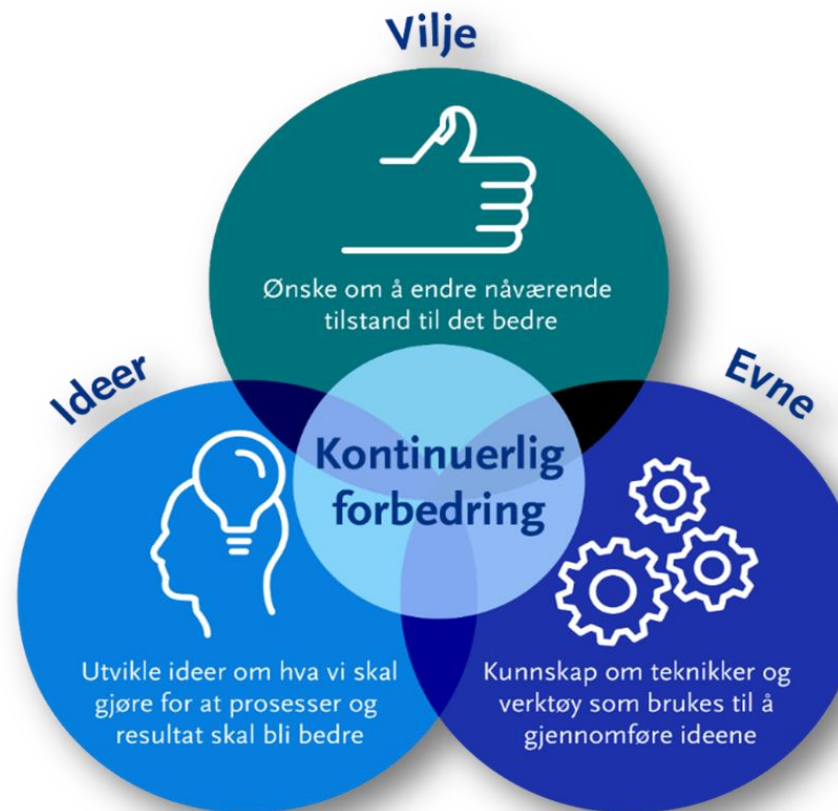 Vilje
Ønske om å endre nåværende
tilstand til det bedre
Ideer
Evne
Kontinuerlig
forbedring
Utvikle ideer om hva vi skal
gjøre for at prosesser og
resultat skal bli bedre
Kunnskap om teknikker og
verktøy som brukes til å
gjennomføre ideene